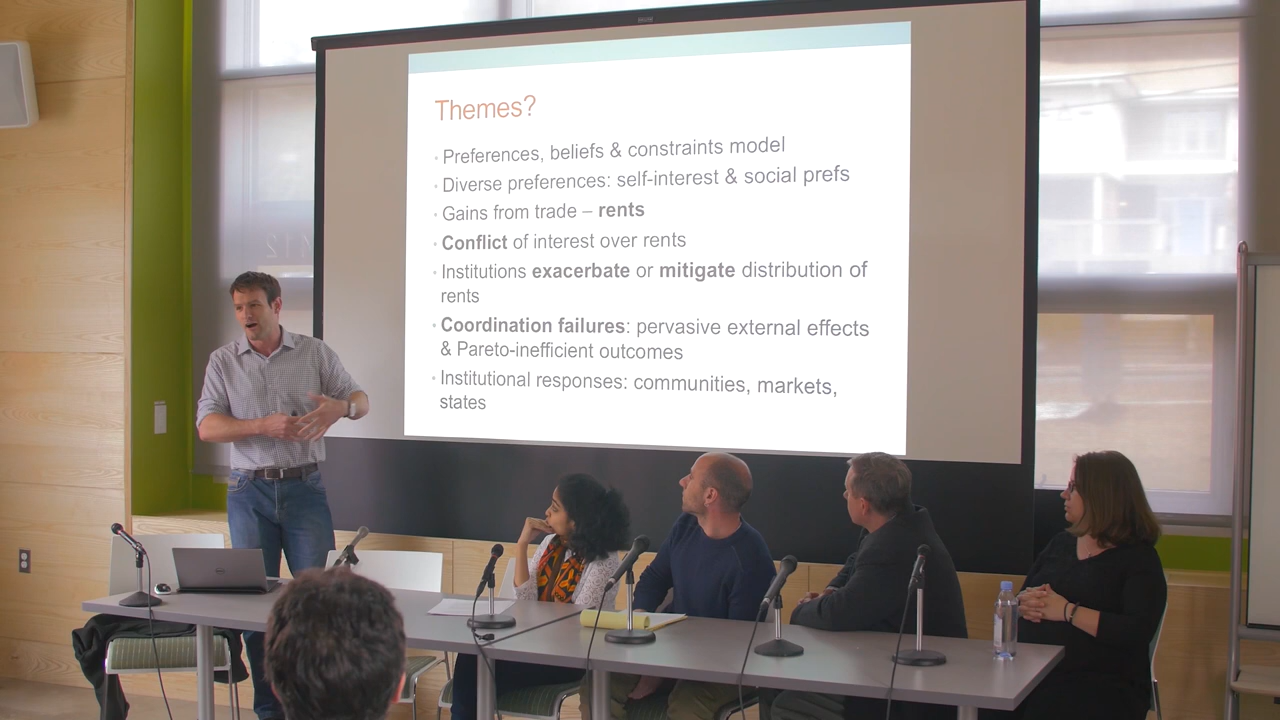 Themes?
• Preferences, beliefs & constraints model
• Diverse preferences: self-interest & social prefs
• Gains from trade – rents
• Conflict of interest over rents
• Institutions exacerbate or mitigate distribution of
rents
• Coordination failures: pervasive external effects
& Pareto-inefficient outcomes
• Institutional responses: communities, markets,
states